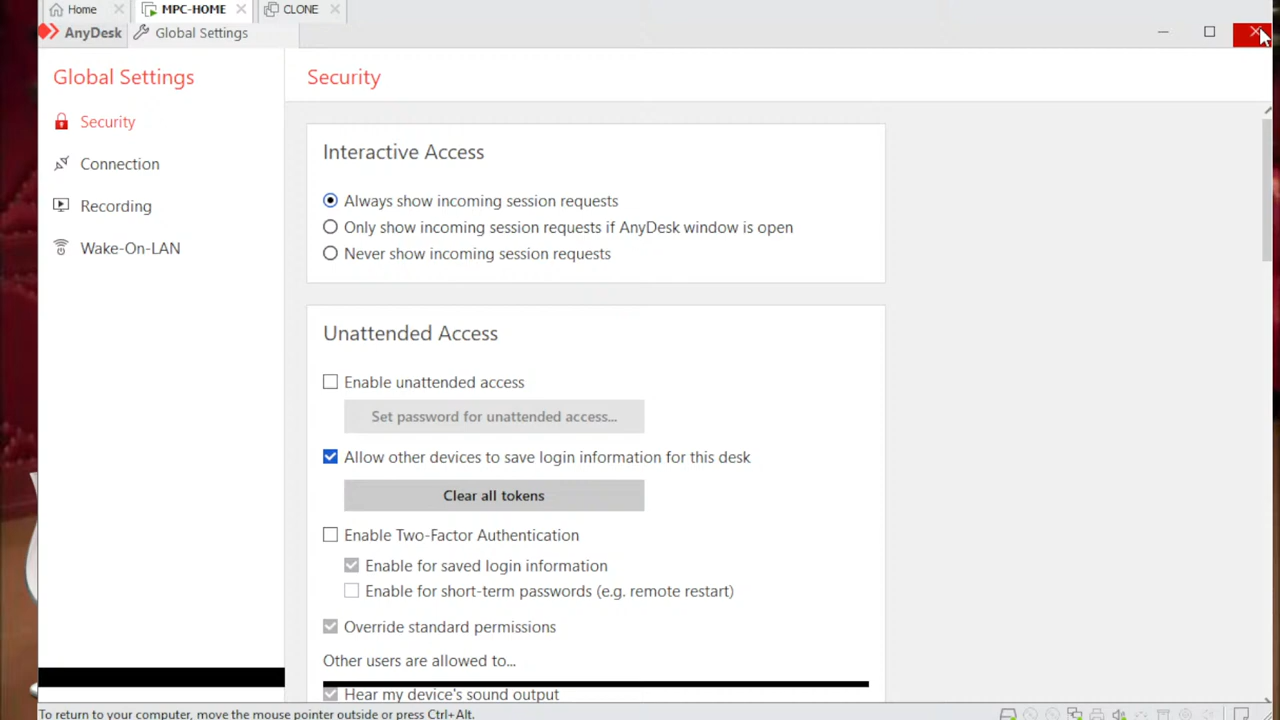 Home
MPC-HOME
CLONE
AnyDesk
Global Settings
Global Settings
Security
Connection
Recording
Wake-On-LAN
Security
Interactive Access
Always show incoming session requests
Only show incoming session requests if AnyDesk window is open
Never show incoming session requests
Unattended Access
Enable unattended access
Set password for unattended access...
Allow other devices to save login information for this desk
Clear all tokens
Enable Two-Factor Authentication
Enable for saved login information
Enable for short-term passwords (e.g. remote restart)
Override standard permissions
Other users are allowed to...
Hear my device's sound output
To return to your computer, move the mouse pointer outside or press Ctrl+Alt.